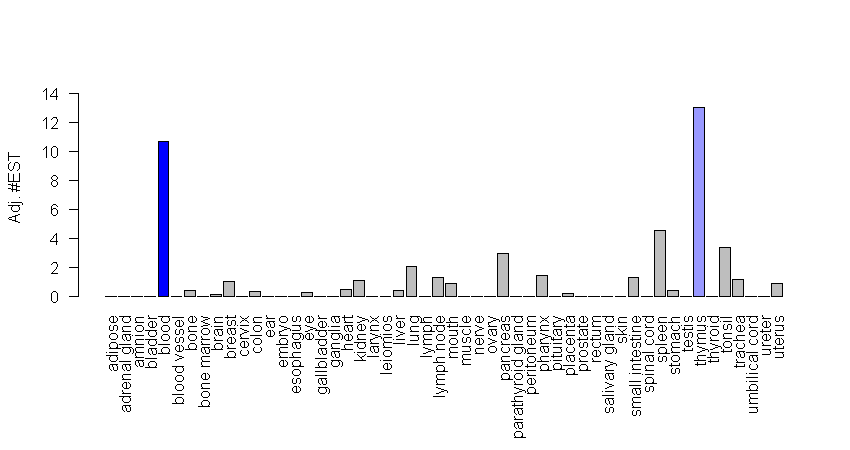 Adj. #EST
14
12
10
8
6
4
2
0
adipose
adrenal gland
amnion
bladder
blood
blood vessel
bone
bone marrow
brain
breast
cervix
colon
ear
embryo
esophagus
eye
gallbladder
ganglia
heart
kidney
larynx
leiomios
liver
lung
lymph
lymph node
mouth
muscle
nerve
ovary
pancreas
parathyroid gland
peritoneum
pharynx
pituitary
placenta
prostate
rectum
salivary gland
skin
small intestine
spinal cord
spleen
stomach
testis
thymus
thyroid
tonsil
trachea
umbilical cord
ureter
uterus